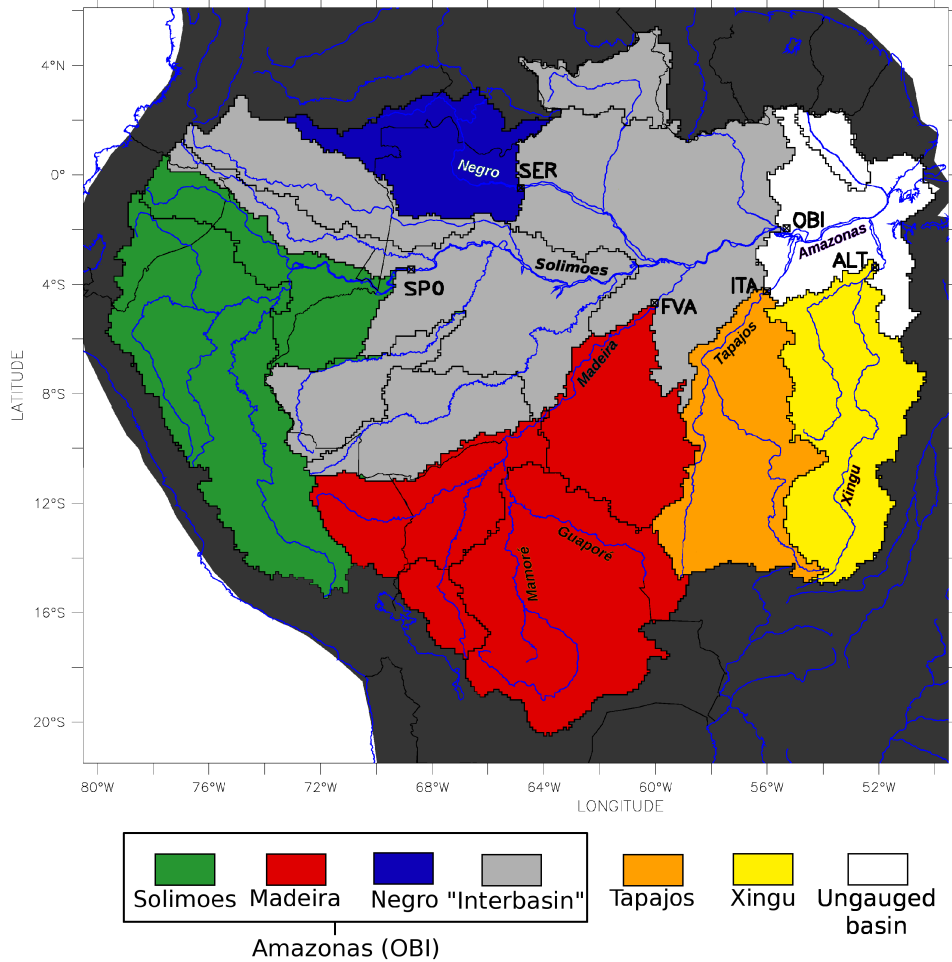 4°N
0°
4°S
8°S
12°S
16°S
20°S
LATITUDE
Negro
SER
OBI
Amazonas
ALT
Solimoes
SPO
ITA
FVA
Madeira
Tapajos
Xingu
Guaporé
Mamoré
80°W 76°W 72°W 68°W 64°W 60°W 56°W 52°W
LONGITUDE
Solimoes Madeira Negro "Interbasin" Tapajos Xingu Ungauged
basin
Amazonas (OBI)